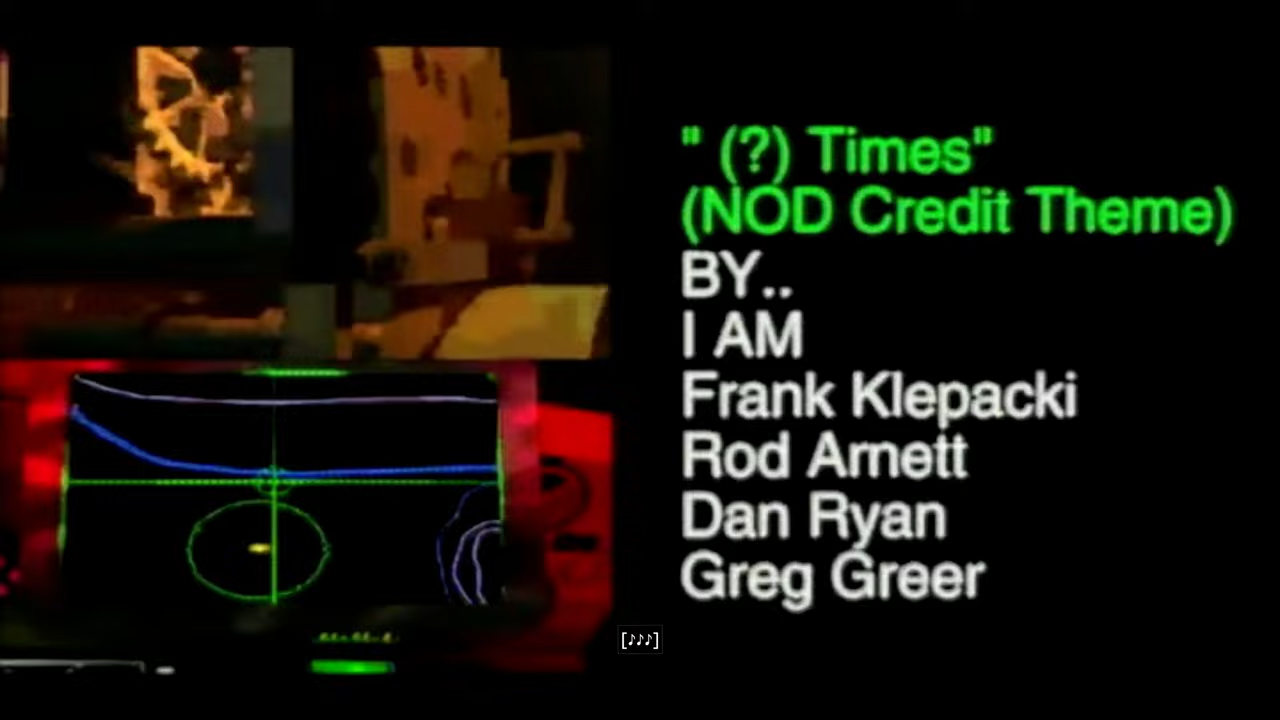 " (?) Times"
(NOD Credit Theme)
BY..
I AM
Frank Klepacki
Rod Arnett
Dan Ryan
Greg Greer
[♪♪♪]